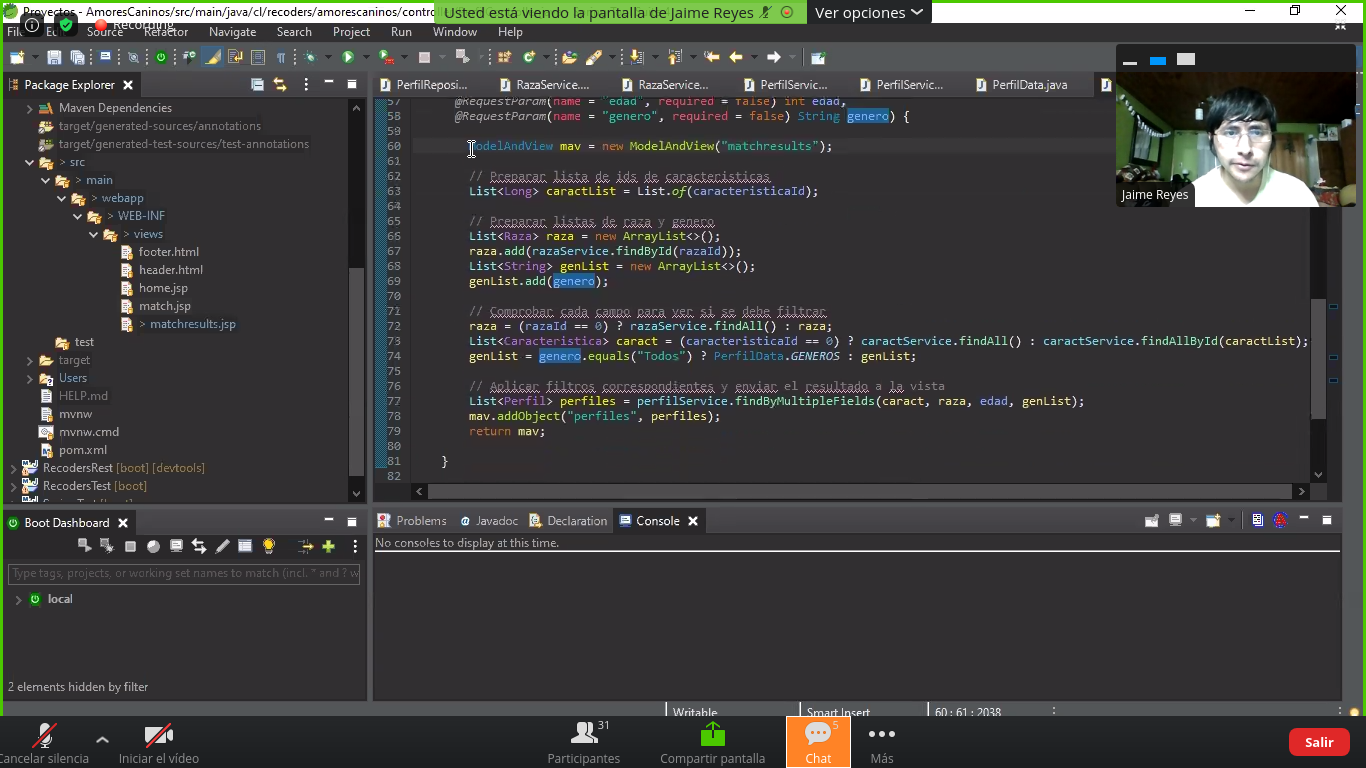 Proyectos - AmoresCaninos/src/main/java/cl/recoders/amorescaninos/contro
Usted está viendo la pantalla de Jaime Reyes
Ver opciones
Recording
Source Refactor Navigate Search Project Run Window Help
Package Explorer
PerfilReposi...
RazaService....
RazaService...
PerfilServic...
PerfilServic...
PerfilData.java
Maven Dependencies
target/generated-sources/annotations
target/generated-test-sources/test-annotations
> src
> main
> webapp
> WEB-INF
> views
footer.html
header.html
home.jsp
match.jsp
> matchresults.jsp
test
target
Users
HELP.md
mvnw
mvnw.cmd
pom.xml
RecodersRest [boot] [devtools]
RecodersTest [boot]
57 @RequestParam(name = "edad", required = false) int edad,
58 @RequestParam(name = "genero", required = false) String genero) {
59
60 ModelAndView mav = new ModelAndView("matchresults");
61
62 // Preparar lista de ids de caracteristicas
63 List<Long> caractList = List.of(caracteristicaId);
64
65 // Preparar listas de raza y genero
66 List<Raza> raza = new ArrayList<>();
67 raza.add(razaService.findById(razaId));
68 List<String> genList = new ArrayList<>();
69 genList.add(genero);
70
71 // Comprobar cada campo para ver si se debe filtrar
72 raza = (razaId == 0) ? razaService.findAll() : raza;
73 List<Caracteristica> caract = (caracteristicaId == 0) ? caractService.findAll() : caractService.findAllById(caractList);
74 genList = genero.equals("Todos") ? PerfilData.GENEROS : genList;
75
76 // Aplicar filtros correspondientes y enviar el resultado a la vista
77 List<Perfil> perfiles = perfilService.findByMultipleFields(caract, raza, edad, genList);
78 mav.addObject("perfiles", perfiles);
79 return mav;
80
81 }
82
Jaime Reyes
Boot Dashboard
Type tags, projects, or working set names to match (incl. * and ? w
local
2 elements hidden by filter
Problems
@ Javadoc
Declaration
Console
No consoles to display at this time.
Writable
Smart Insert
60 : 61 : 2038
Cancelar silencia
Iniciar el vídeo
31
Participantes
Compartir pantalla
5
Chat
Más
Salir